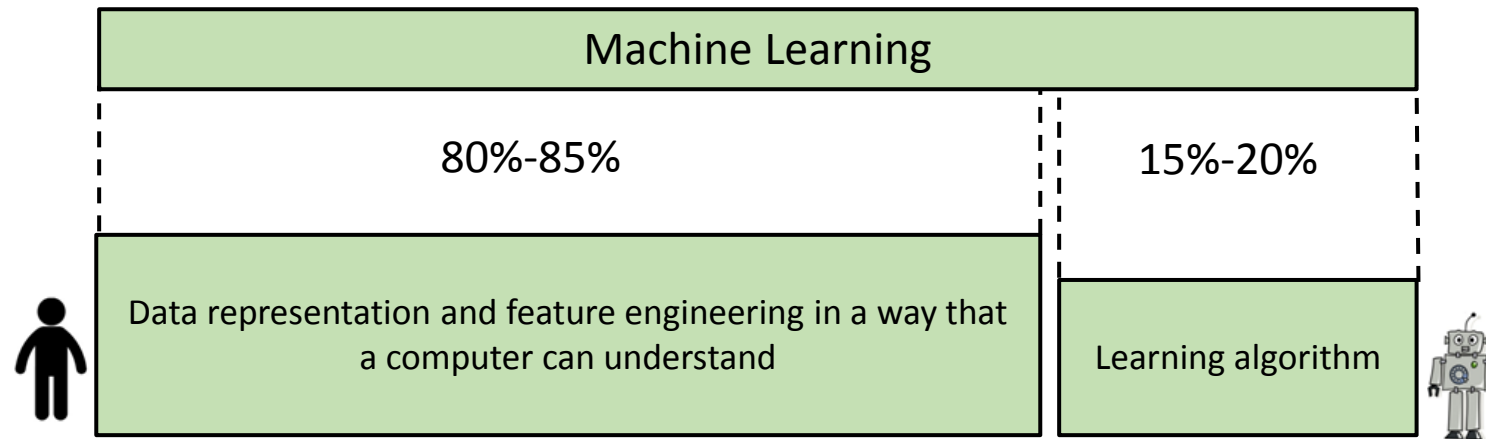 Machine Learning
80%-85%
15%-20%
Data representation and feature engineering in a way that
a computer can understand
Learning algorithm